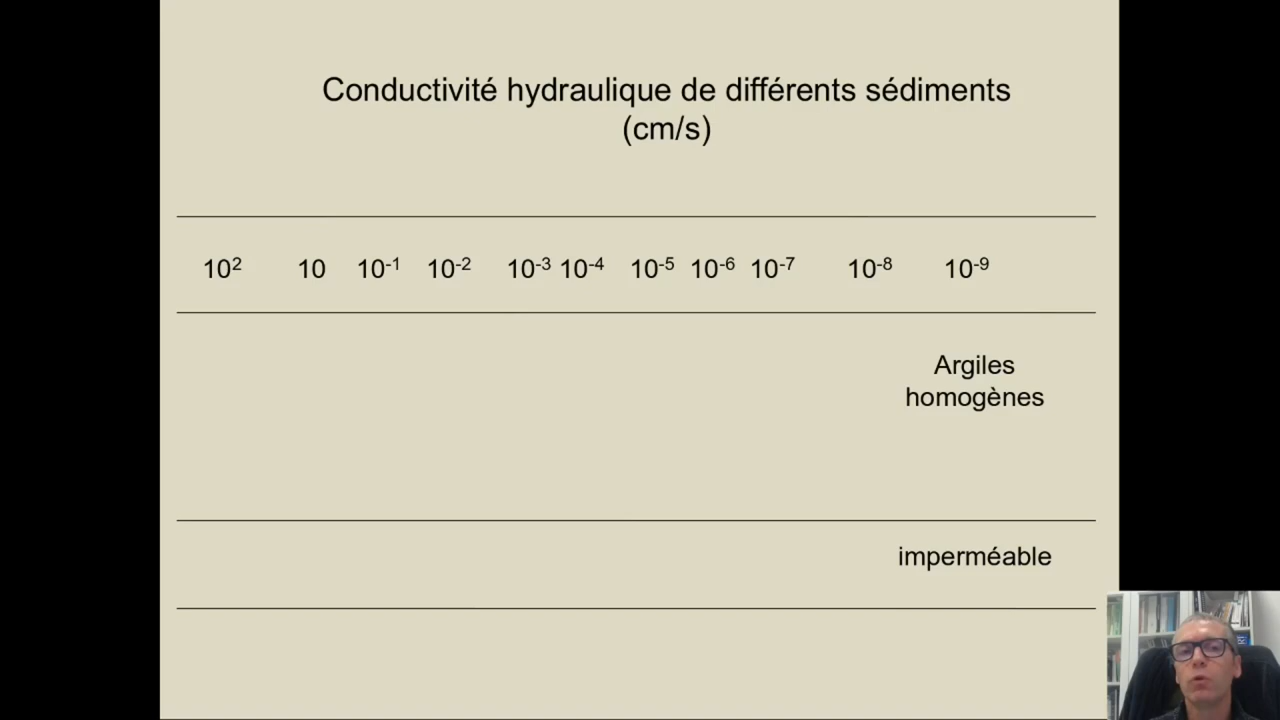 Conductivité hydraulique de différents sédiments
(cm/s)
10² 10 10⁻¹ 10⁻² 10⁻³ 10⁻⁴ 10⁻⁵ 10⁻⁶ 10⁻⁷ 10⁻⁸ 10⁻⁹
Argiles
homogènes
imperméable